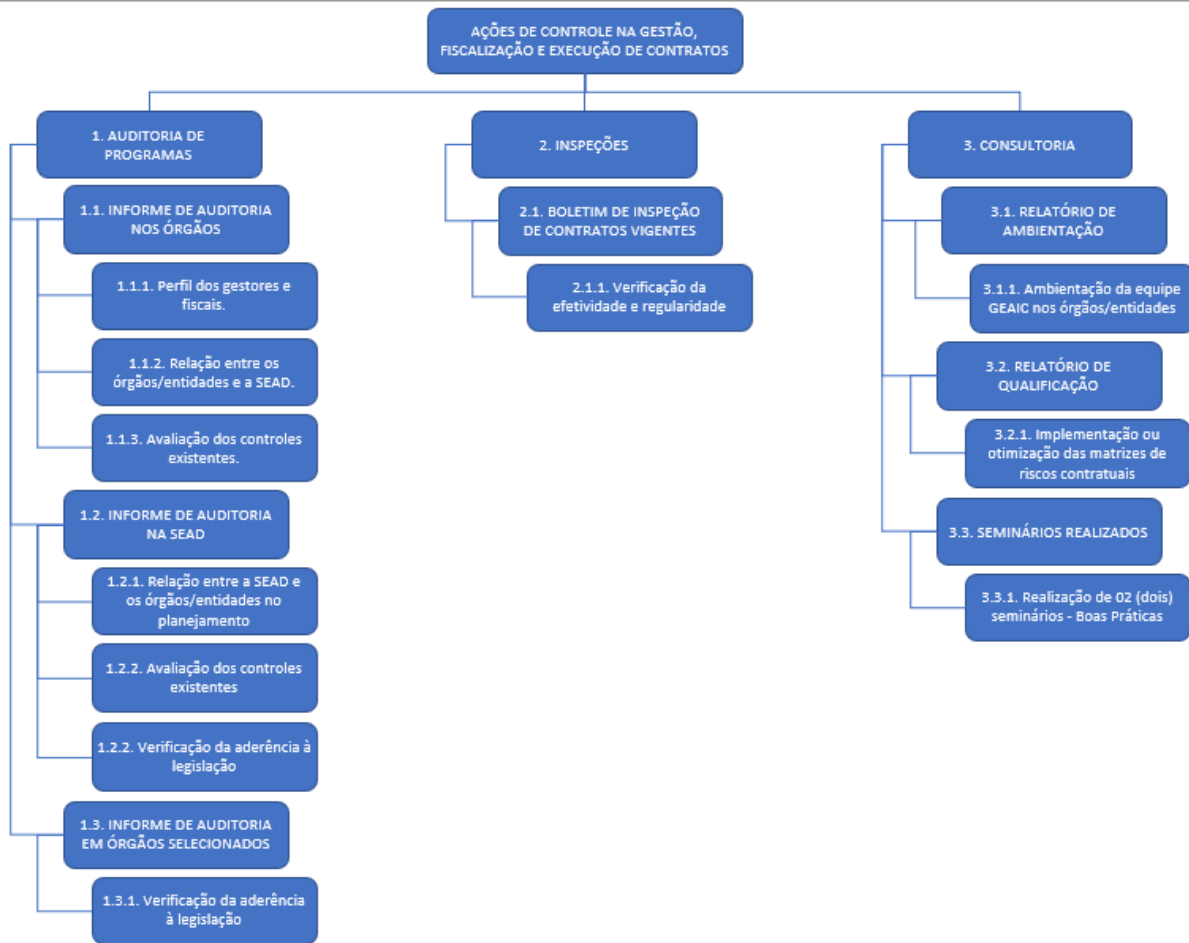 AÇÕES DE CONTROLE NA GESTÃO,
FISCALIZAÇÃO E EXECUÇÃO DE CONTRATOS
1. AUDITORIA DE
PROGRAMAS
1.1. INFORME DE AUDITORIA
NOS ÓRGÃOS
1.1.1. Perfil dos gestores e
fiscais.
1.1.2. Relação entre os
órgãos/entidades e a SEAD.
1.1.3. Avaliação dos controles
existentes.
1.2. INFORME DE AUDITORIA
NA SEAD
1.2.1. Relação entre a SEAD e
os órgãos/entidades no
planejamento
1.2.2. Avaliação dos controles
existentes
1.2.2. Verificação da aderência à
legislação
1.3. INFORME DE AUDITORIA
EM ÓRGÃOS SELECIONADOS
1.3.1. Verificação da aderência
à legislação
2. INSPEÇÕES
2.1. BOLETIM DE INSPEÇÃO
DE CONTRATOS VIGENTES
2.1.1. Verificação da
efetividade e regularidade
3. CONSULTORIA
3.1. RELATÓRIO DE
AMBIENTAÇÃO
3.1.1. Ambientação da equipe
GEAIC nos órgãos/entidades
3.2. RELATÓRIO DE
QUALIFICAÇÃO
3.2.1. Implementação ou
otimização das matrizes de
riscos contratuais
3.3. SEMINÁRIOS REALIZADOS
3.3.1. Realização de 02 (dois)
seminários - Boas Práticas